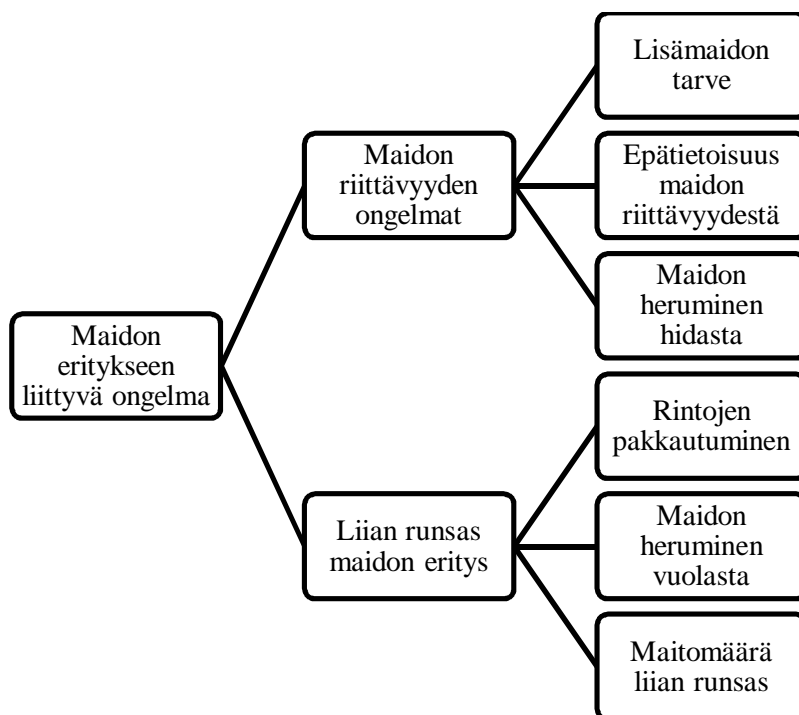 Lisämaidon
tarve
Maidon
riittävyyden
ongelmat
Epätietoisuus
maidon
riittävyydestä
Maidon
heruminen
hidasta
Maidon
eritykseen
liittyvä ongelma
Rintojen
pakkautuminen
Liian runsas
maidon eritys
Maidon
heruminen
vuolasta
Maitomäärä
liian runsas